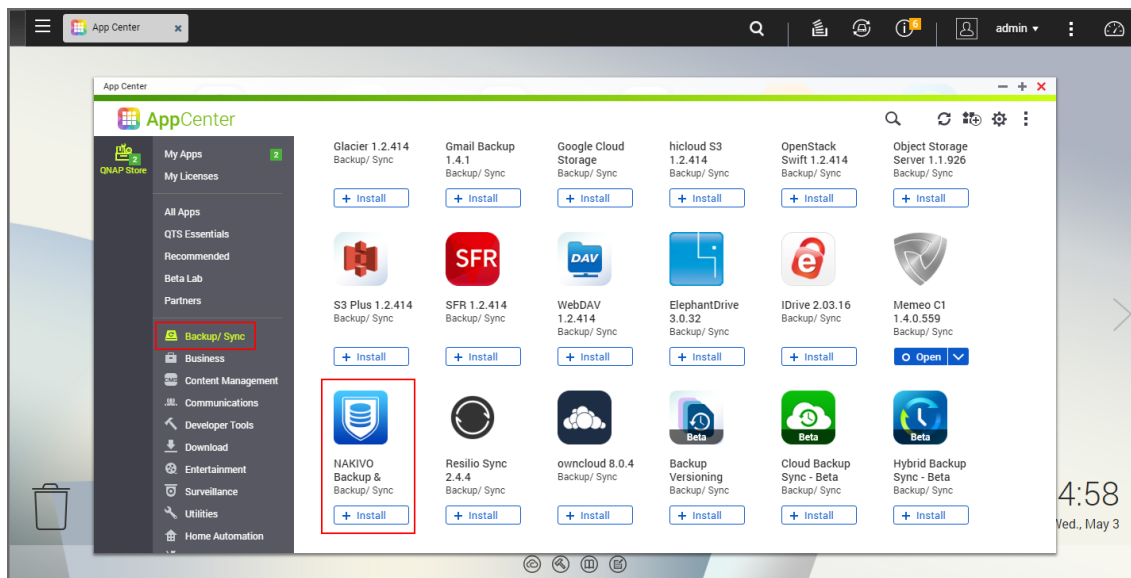 App Center
6
admin
App Center
AppCenter
2
QNAP Store
My Apps 2
My Licenses
All Apps
QTS Essentials
Recommended
Beta Lab
Partners
Backup/ Sync
Business
Content Management
Communications
Developer Tools
Download
Entertainment
Surveillance
Utilities
Home Automation
Glacier 1.2.414
Backup/ Sync
+ Install
Gmail Backup
1.4.1
Backup/ Sync
+ Install
Google Cloud
Storage
Backup/ Sync
+ Install
hicloud S3
1.2.414
Backup/ Sync
+ Install
OpenStack
Swift 1.2.414
Backup/ Sync
+ Install
Object Storage
Server 1.1.926
Backup/ Sync
+ Install
S3 Plus 1.2.414
Backup/ Sync
+ Install
SFR
SFR 1.2.414
Backup/ Sync
+ Install
DAV
WebDAV
1.2.414
Backup/ Sync
+ Install
ElephantDrive
3.0.32
Backup/ Sync
+ Install
e
IDrive 2.03.16
Backup/ Sync
+ Install
Memeo C1
1.4.0.559
Backup/ Sync
Open
NAKIVO
Backup &
Backup/ Sync
+ Install
Resilio Sync
2.4.4
Backup/ Sync
+ Install
owncloud 8.0.4
Backup/ Sync
+ Install
Beta
Backup
Versioning
Backup/ Sync
+ Install
Beta
Cloud Backup
Sync - Beta
Backup/ Sync
+ Install
Beta
Hybrid Backup
Sync - Beta
Backup/ Sync
+ Install
4:58
Wed., May 3